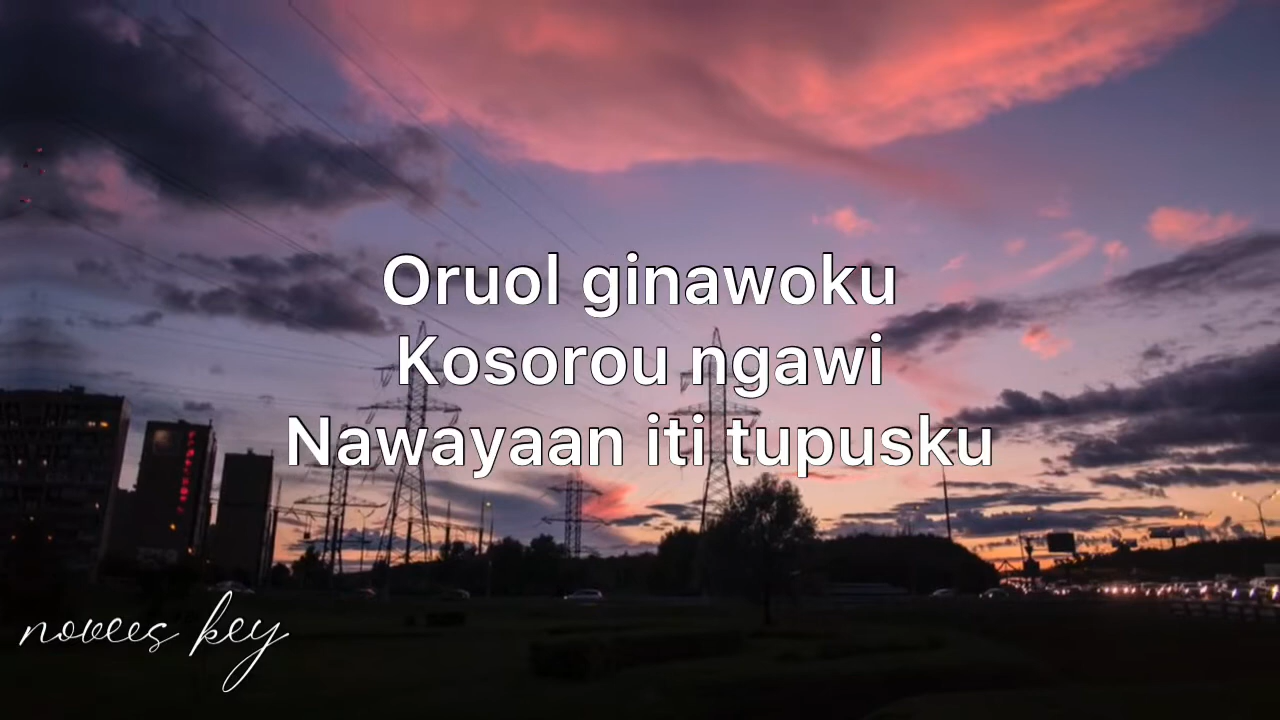 Oruol ginawoku
Kosorou ngawi
Nawayaan iti tupusku
novees key